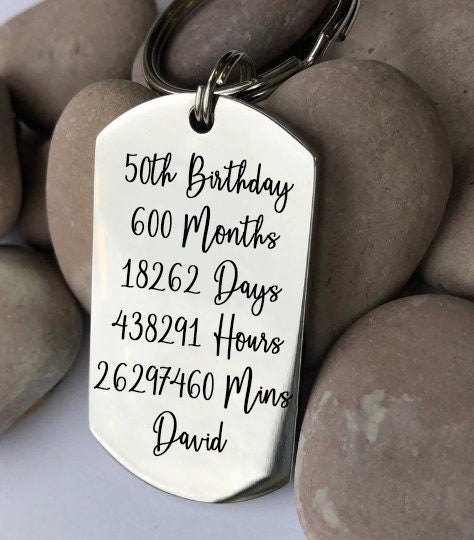 50th Birthday
600 Months
18262 Days
438291 Hours
26297460 Mins
David